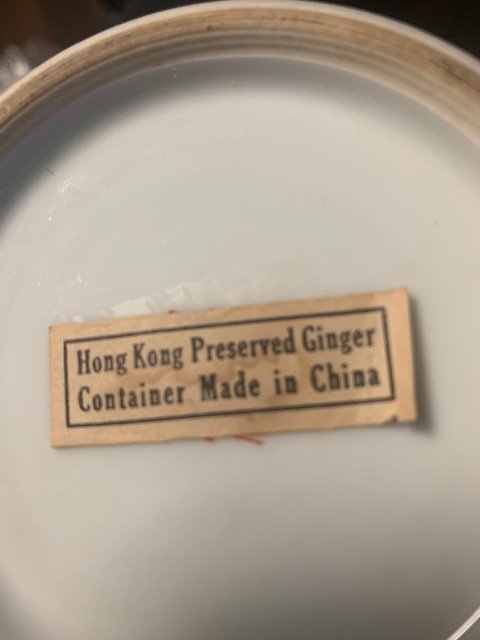 Hong Kong Preserved Ginger
Container Made in China